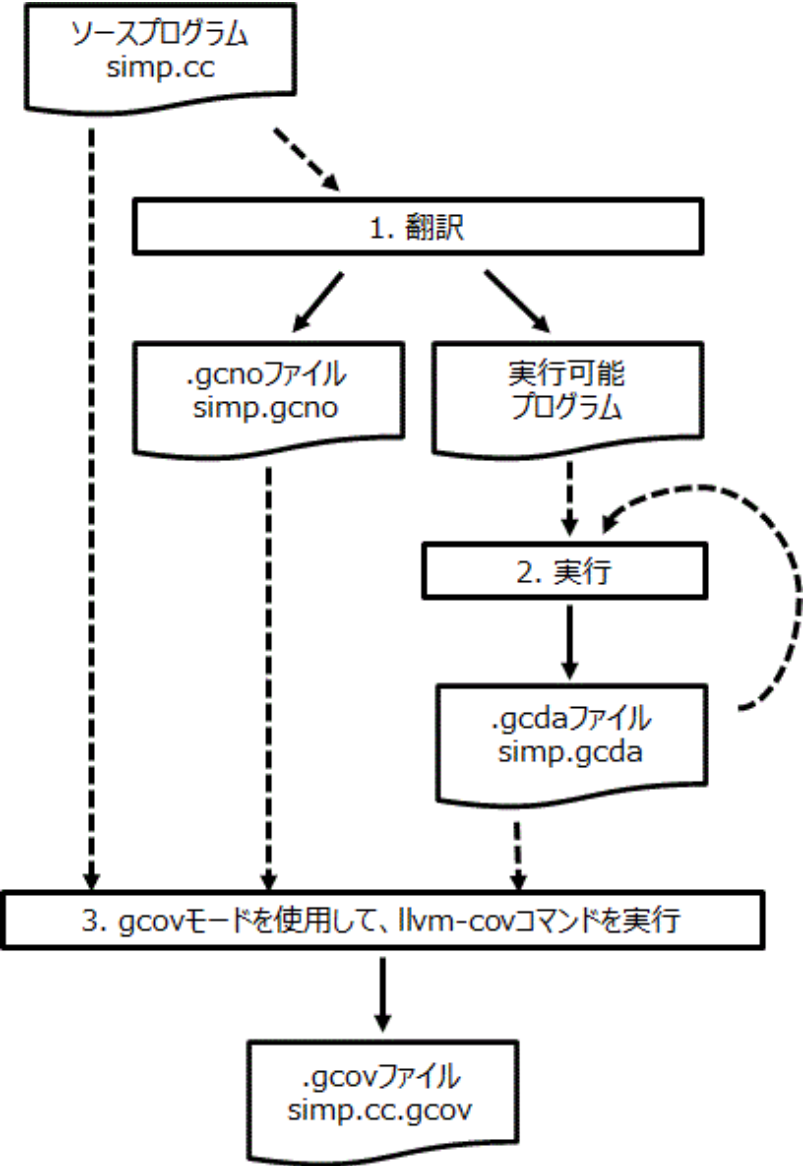 ソースプログラム
simp.cc
1. 翻訳
.gcnoファイル
simp.gcno
実行可能
プログラム
2. 実行
.gcdaファイル
simp.gcda
3. gcovモードを使用して、llvm-covコマンドを実行
.gcovファイル
simp.cc.gcov